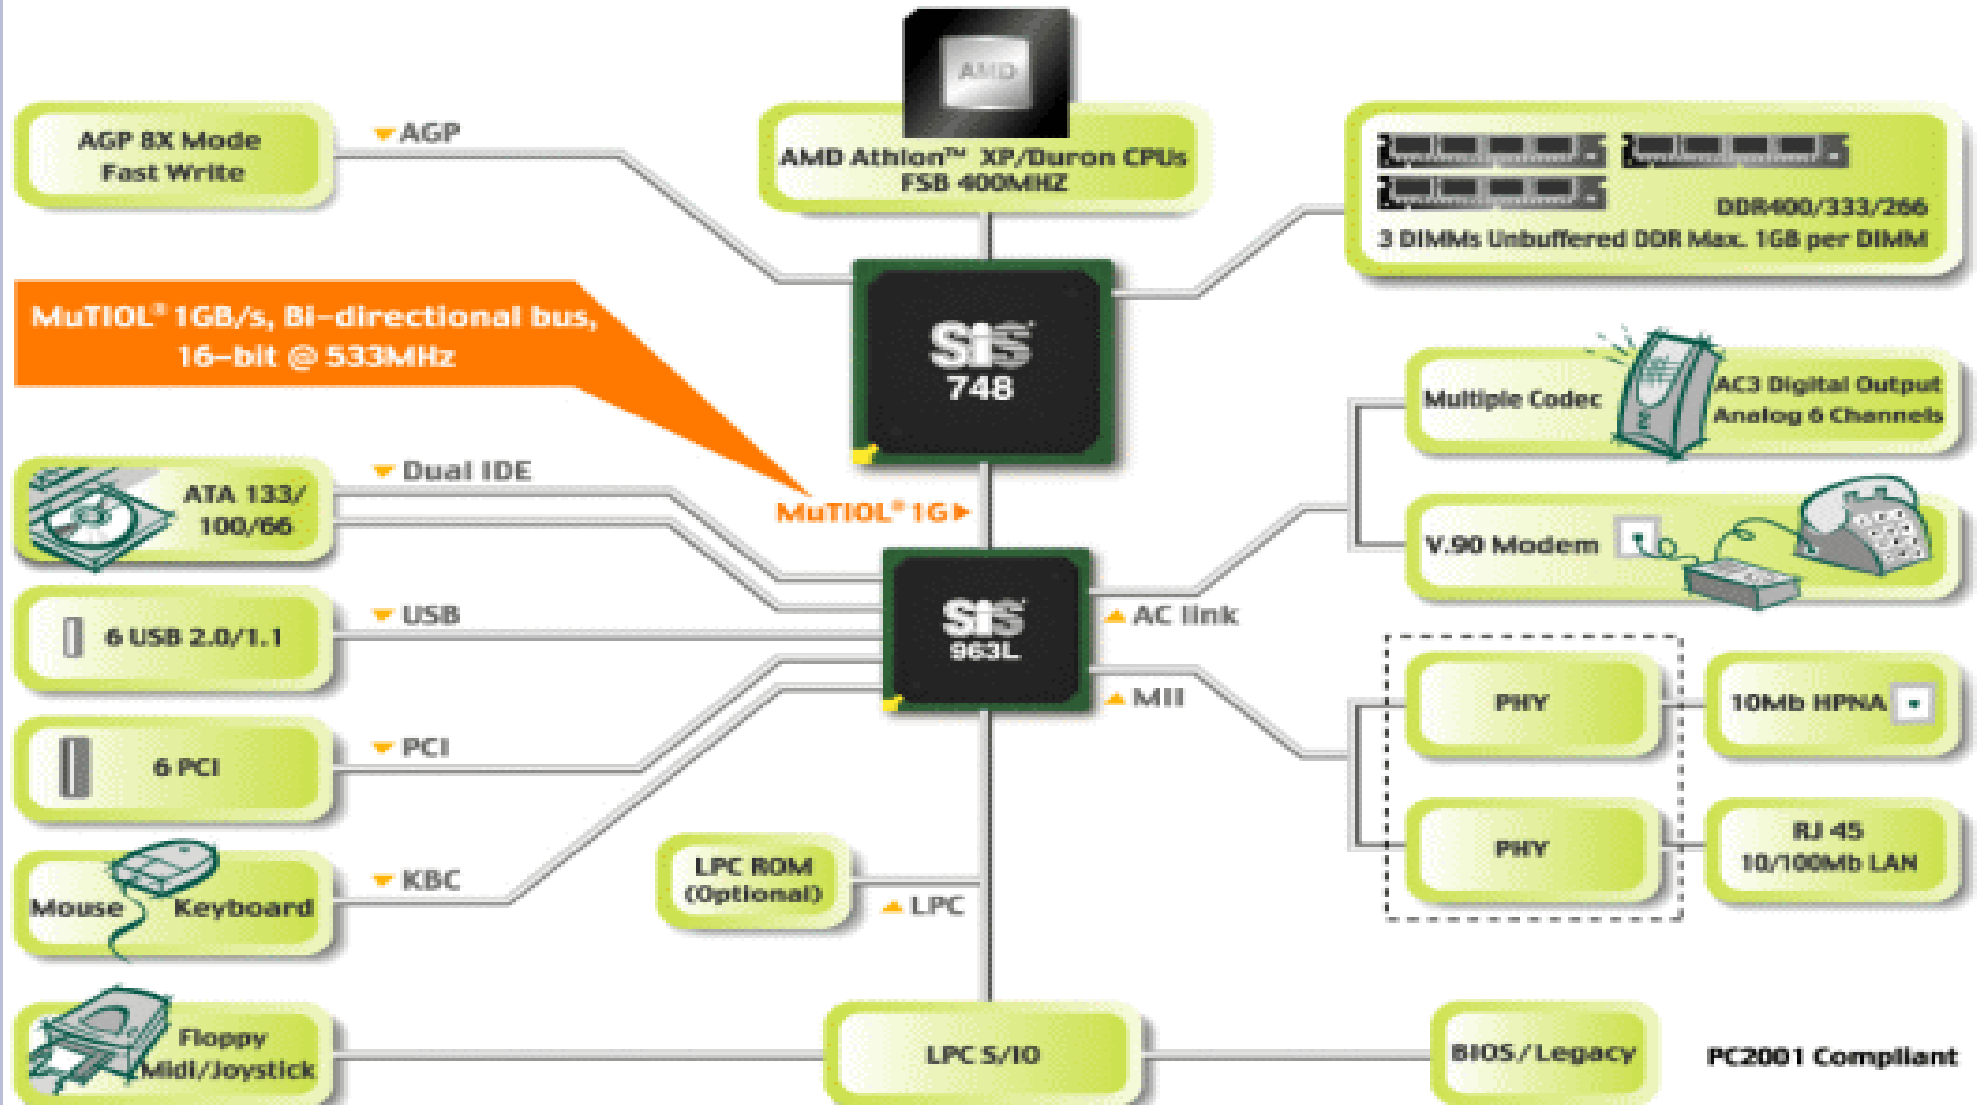 AMD
AGP 8X Mode
Fast Write
AGP
AMD Athlon™ XP/Duron CPUs
FSB 400MHZ
DDR400/333/266
3 DIMMs Unbuffered DDR Max. 1GB per DIMM
MuTIOL® 1GB/s, Bi-directional bus,
16-bit @ 533MHz
SiS
748
Multiple Codec
AC3 Digital Output
Analog 6 Channels
ATA 133/
100/66
Dual IDE
MuTIOL® 1G
V.90 Modem
6 USB 2.0/1.1
USB
SiS
963L
AC link
MII
PHY
10Mb HPNA
6 PCI
PCI
PHY
RJ 45
10/100Mb LAN
Mouse
Keyboard
KBC
LPC ROM
(Optional)
LPC
Floppy
Midi/Joystick
LPC S/IO
BIOS/Legacy
PC2001 Compliant